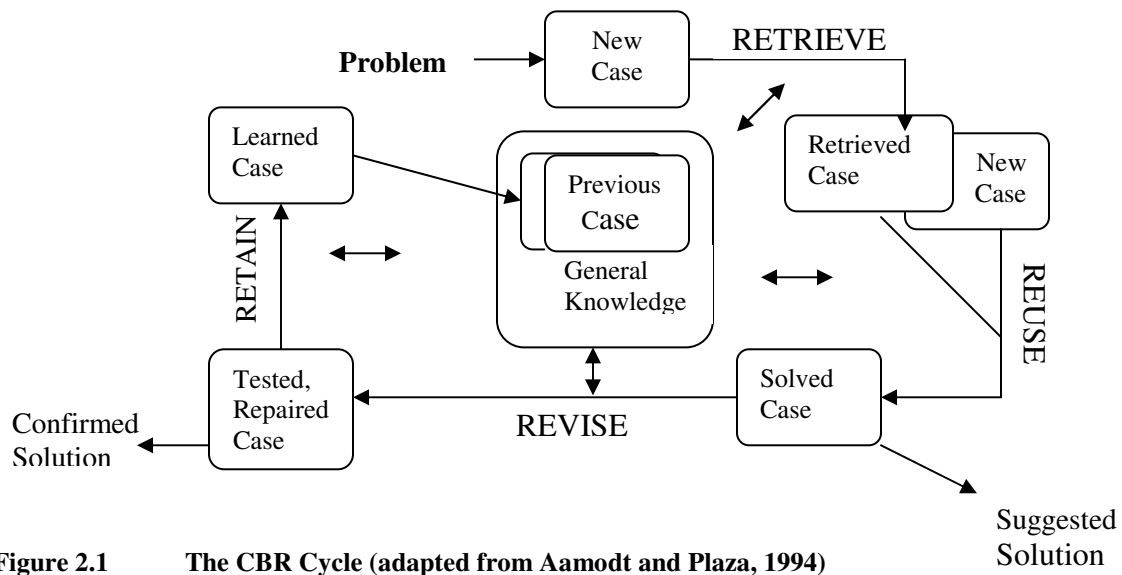 Problem
New
Case
RETRIEVE
Learned
Case
Previous
Case
General
Knowledge
Retrieved
Case
New
Case
RETAIN
REUSE
Tested,
Repaired
Case
REVISE
Solved
Case
Confirmed
Solution
Suggested
Solution
igure 2.1 The CBR Cycle (adapted from Aamodt and Plaza, 1994)